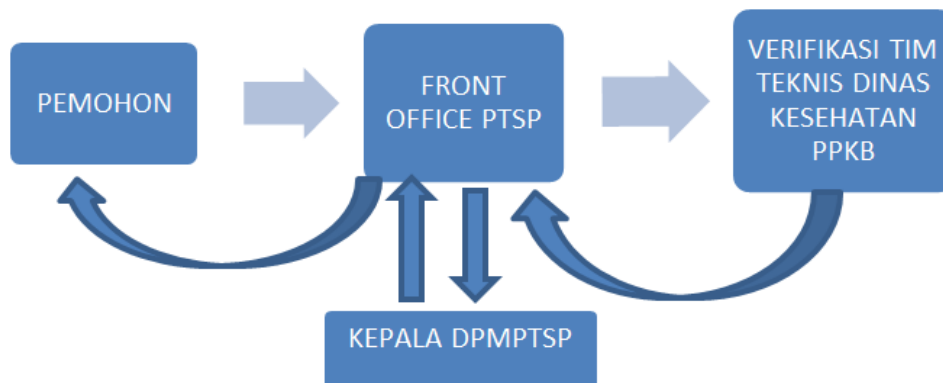 PEMOHON
FRONT
OFFICE PTSP
VERIFIKASI TIM
TEKNIS DINAS
KESEHATAN
PPKB
KEPALA DPMPTSP